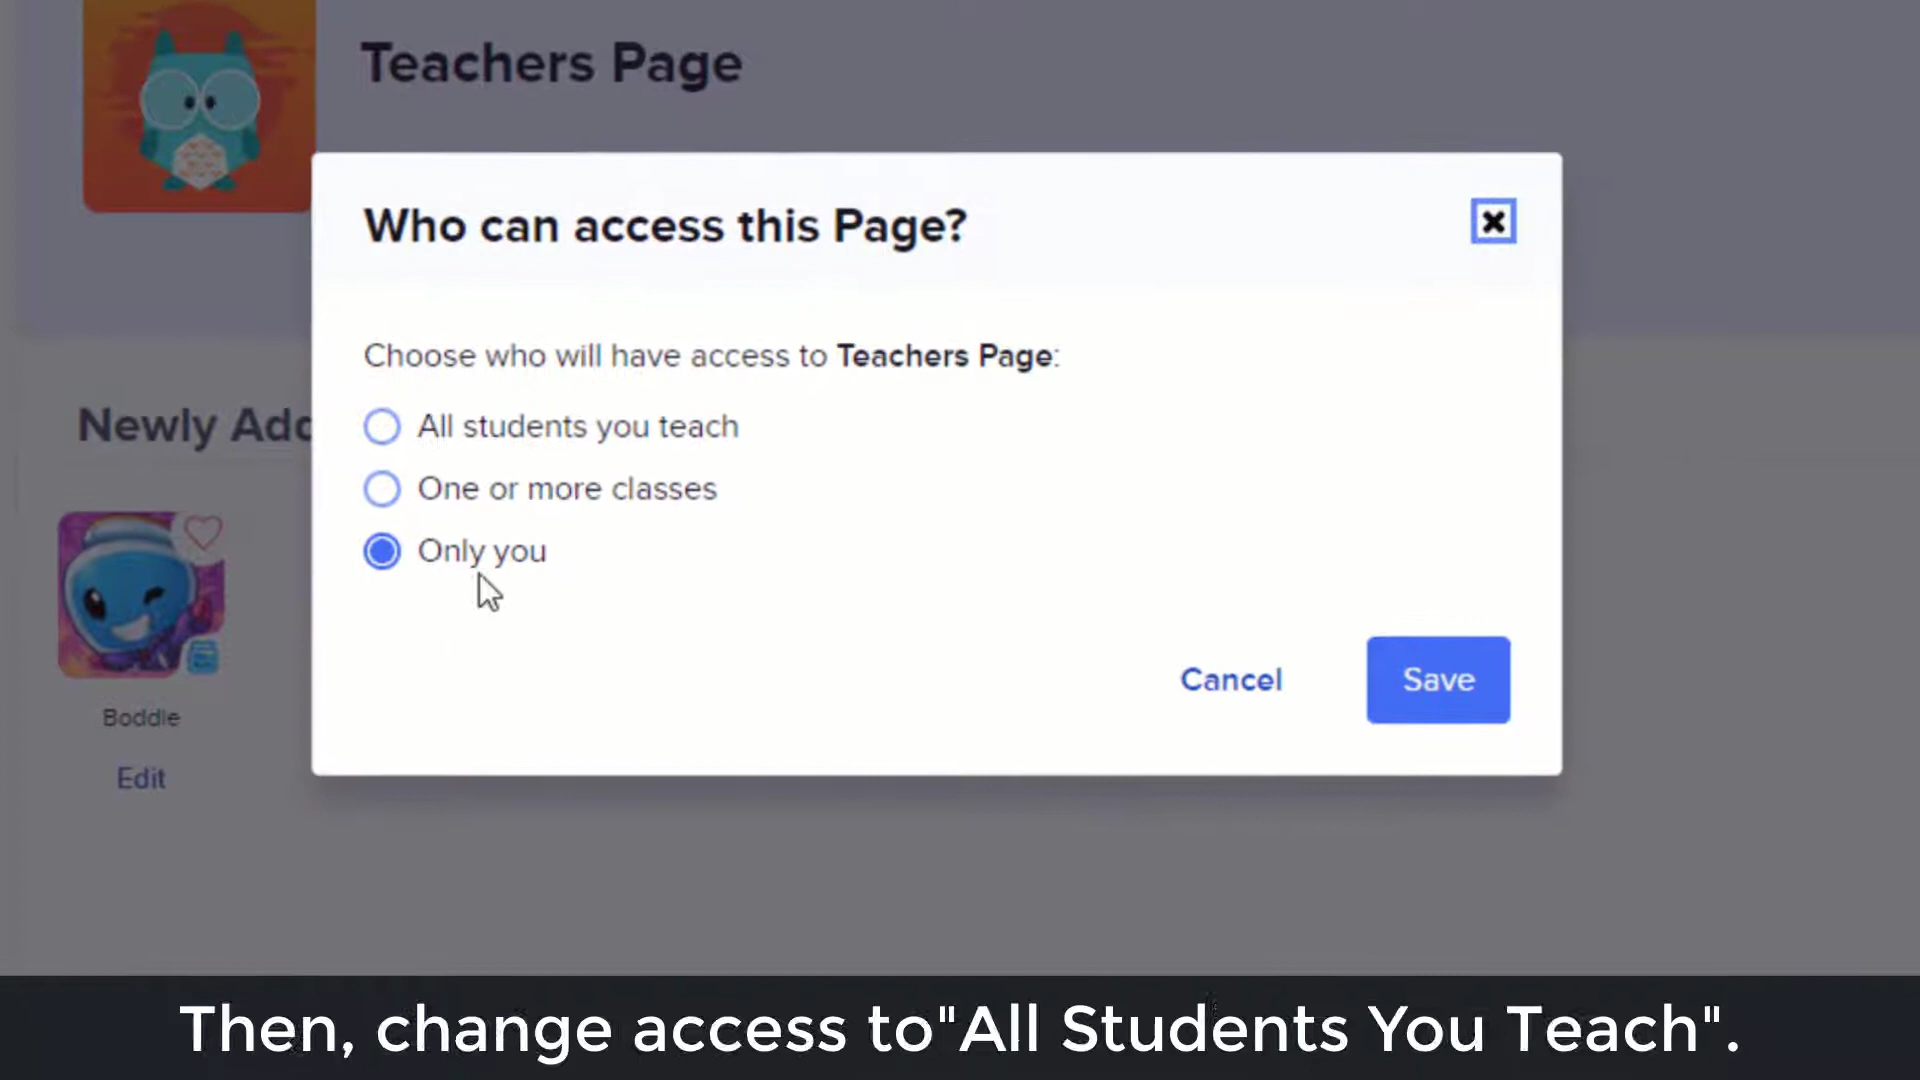 Teachers Page
Who can access this Page?
Choose who will have access to Teachers Page:
All students you teach
One or more classes
Only you
Cancel
Save
Newly Add
Boddle
Edit
Then, change access to"All Students You Teach".